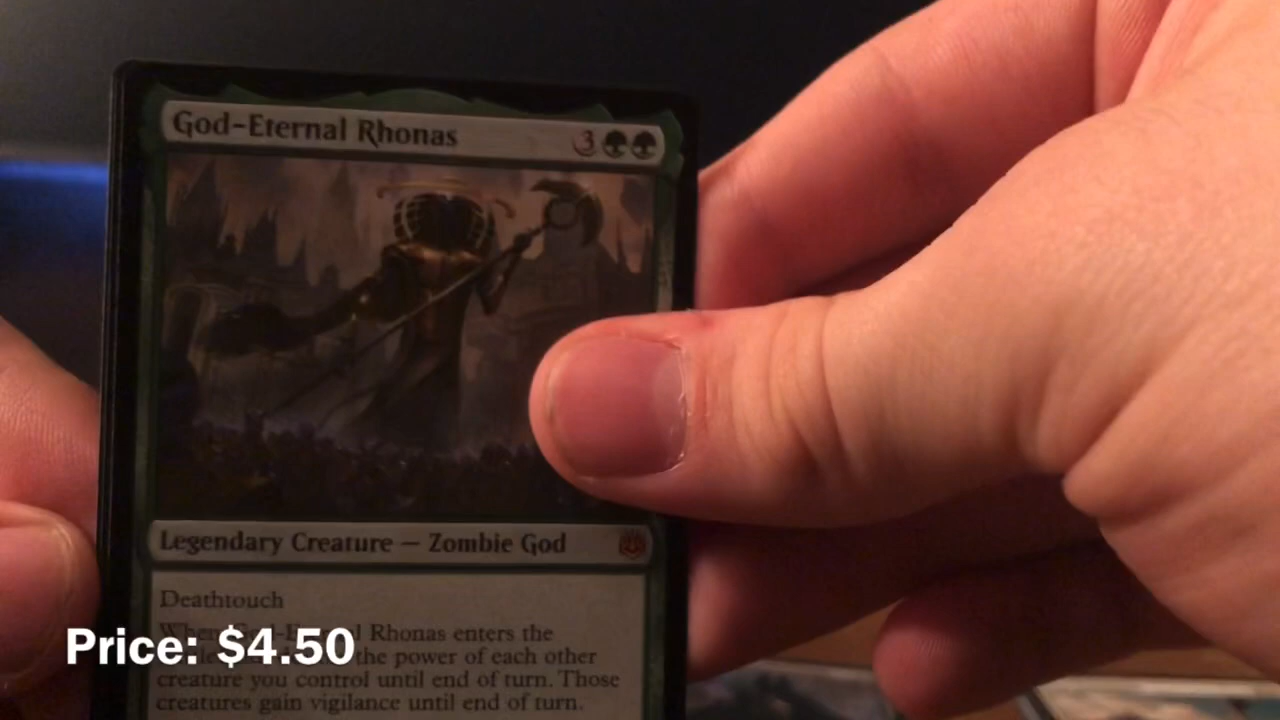 God-Eternal Rhonas 3
Legendary Creature — Zombie God
Deathtouch
When God-Eternal Rhonas enters the
the power of each other
creature you control until end of turn. Those
creatures gain vigilance until end of turn.
Price: $4.50